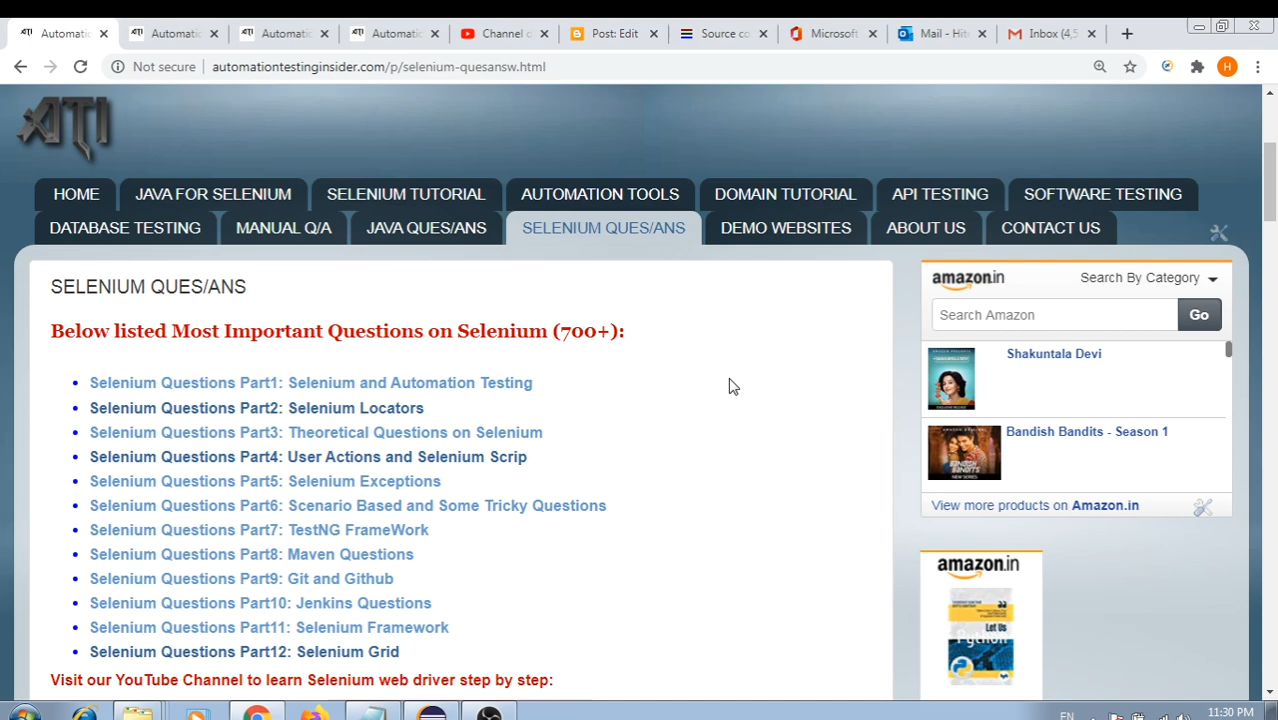 Automatic
ATI Automatic
ATI Automatic
ATI Automatic
Channel
Post: Edit
Source co
Microsoft
Mail - Hit
Inbox (4,5
Not secure
automationtestinginsider.com/p/selenium-quesansw.html
H
ATI
HOME
JAVA FOR SELENIUM
SELENIUM TUTORIAL
AUTOMATION TOOLS
DOMAIN TUTORIAL
API TESTING
SOFTWARE TESTING
DATABASE TESTING
MANUAL Q/A
JAVA QUES/ANS
SELENIUM QUES/ANS
DEMO WEBSITES
ABOUT US
CONTACT US
SELENIUM QUES/ANS
Below listed Most Important Questions on Selenium (700+):
Selenium Questions Part1: Selenium and Automation Testing
Selenium Questions Part2: Selenium Locators
Selenium Questions Part3: Theoretical Questions on Selenium
Selenium Questions Part4: User Actions and Selenium Scrip
Selenium Questions Part5: Selenium Exceptions
Selenium Questions Part6: Scenario Based and Some Tricky Questions
Selenium Questions Part7: TestNG FrameWork
Selenium Questions Part8: Maven Questions
Selenium Questions Part9: Git and Github
Selenium Questions Part10: Jenkins Questions
Selenium Questions Part11: Selenium Framework
Selenium Questions Part12: Selenium Grid
Visit our YouTube Channel to learn Selenium web driver step by step:
amazon.in
Search By Category
Search Amazon
Go
Shakuntala Devi
Bandish Bandits - Season 1
View more products on Amazon.in
amazon.in
Let Us
Python
EN
11:30 PM